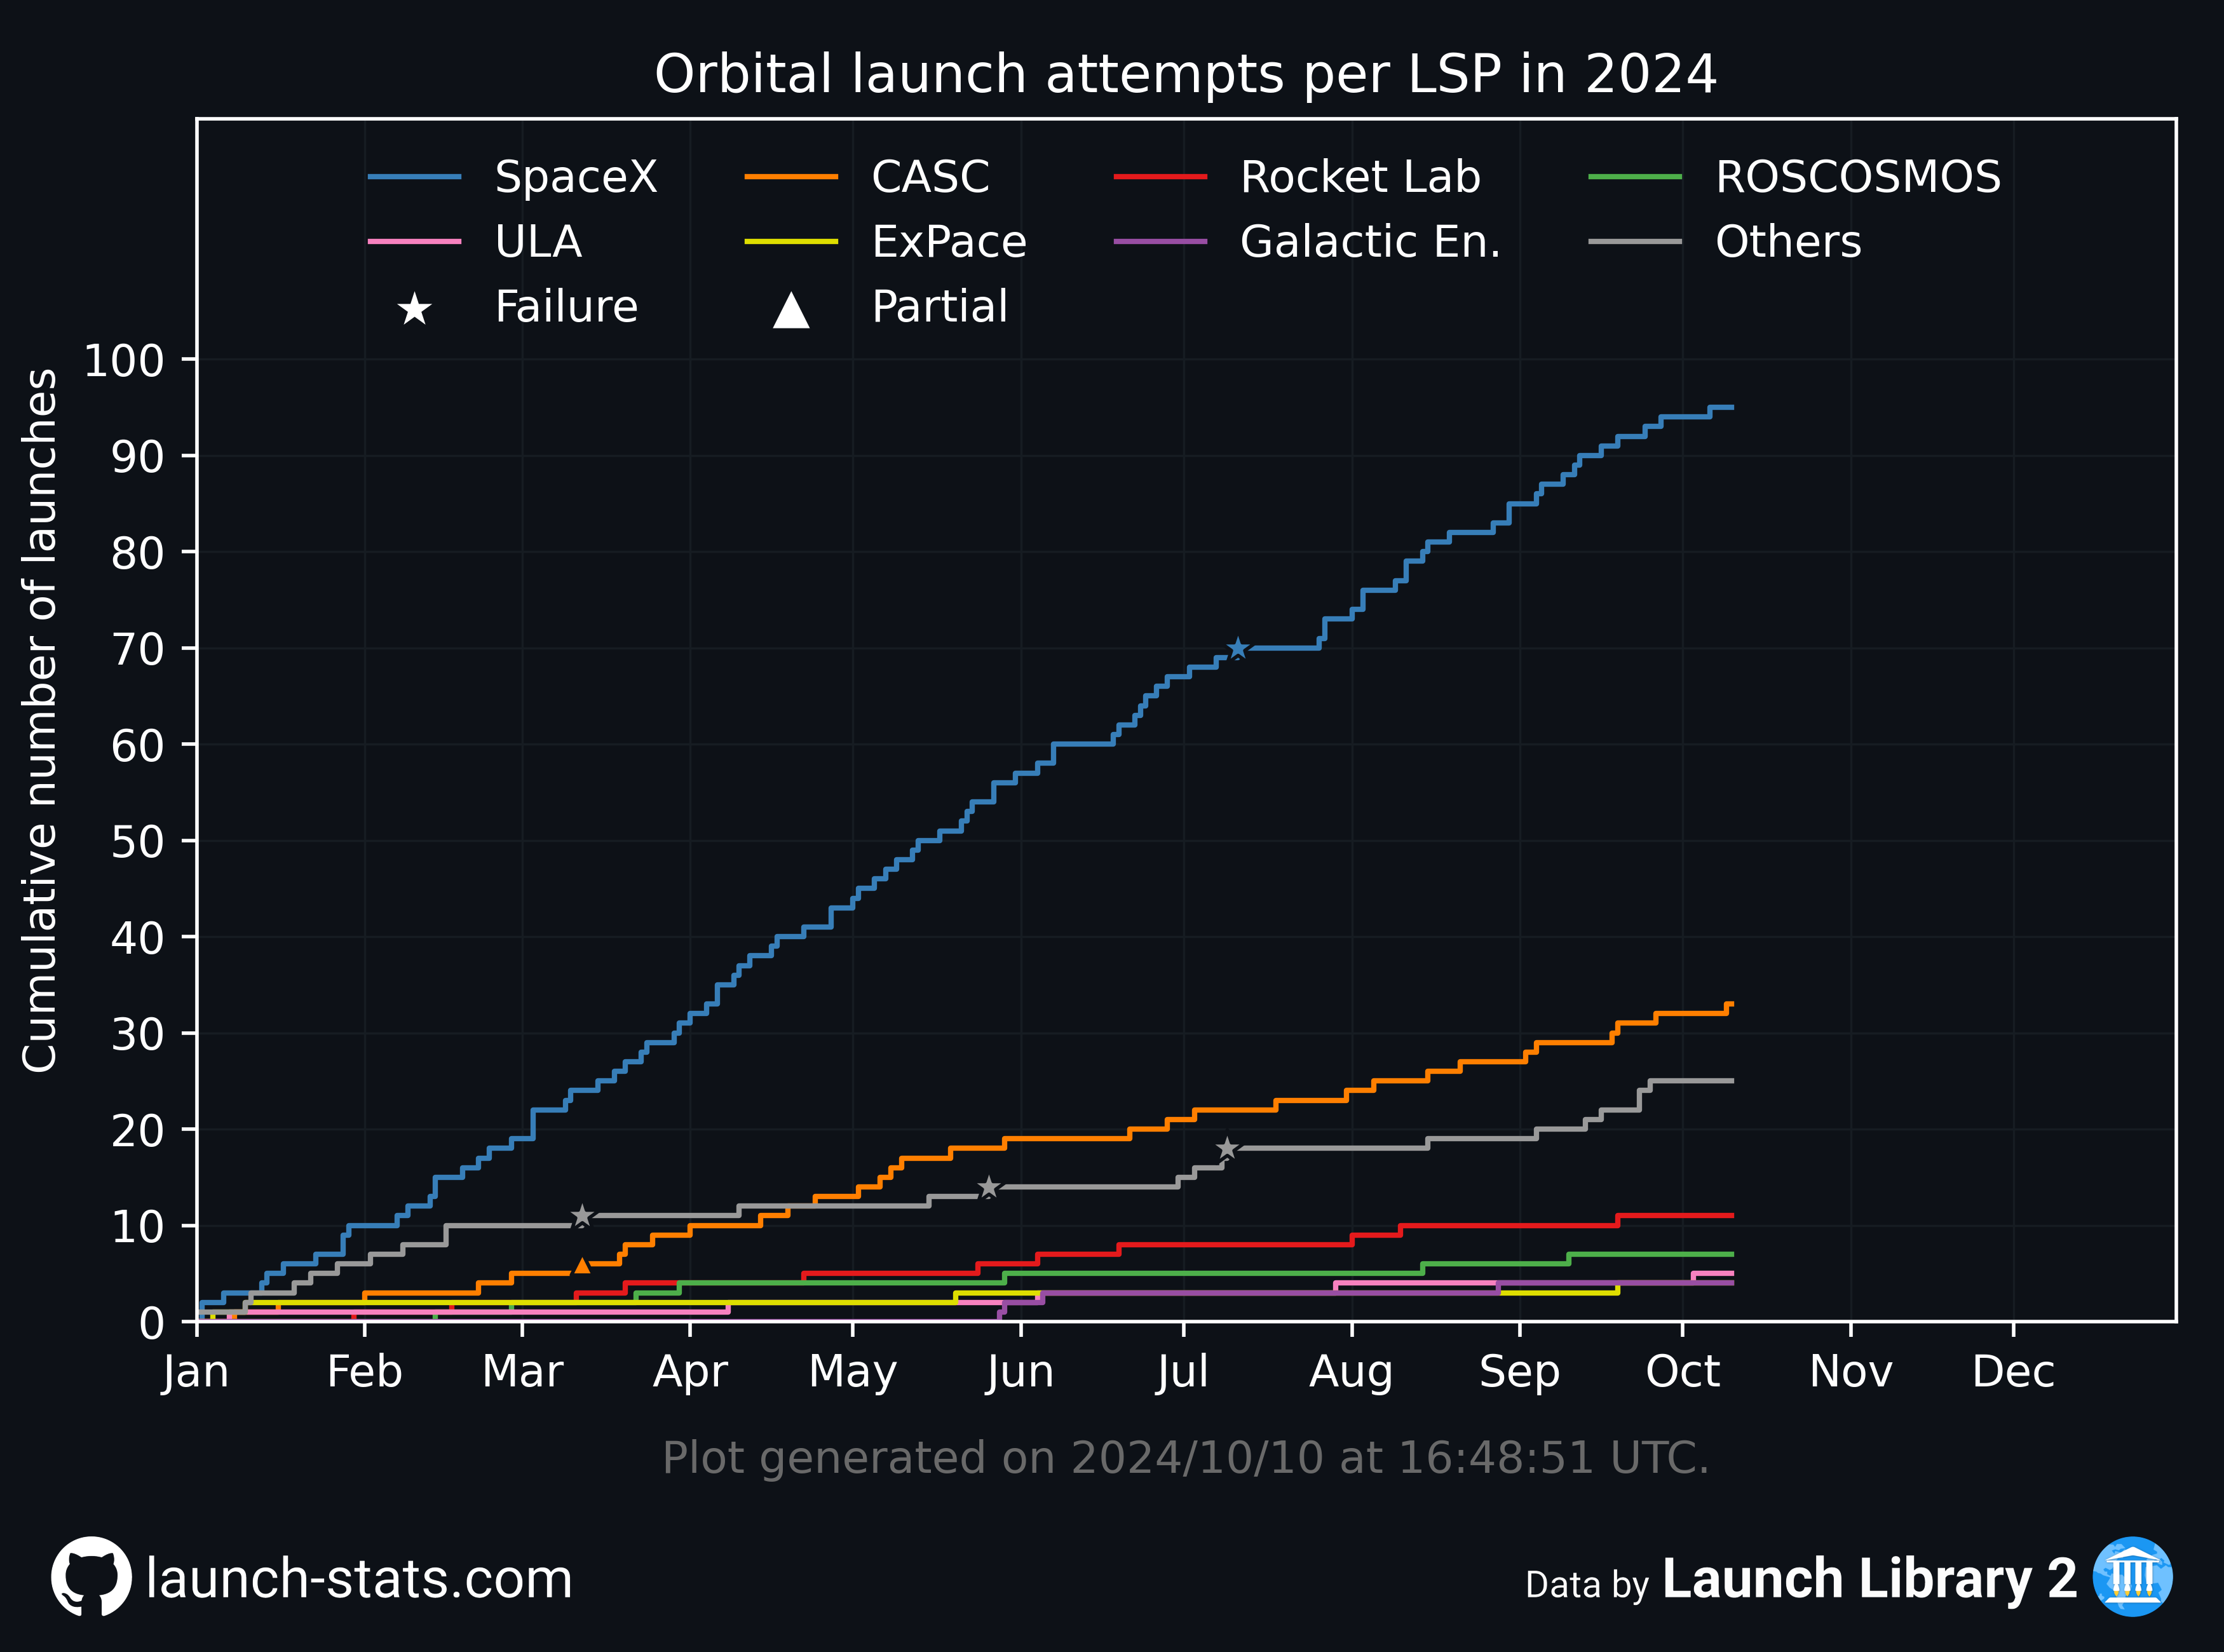 Orbital launch attempts per LSP in 2024
SpaceX CASC Rocket Lab ROSCOSMOS
ULA ExPace Galactic En. Others
Failure Partial
Cumulative number of launches
100
90
80
70
60
50
40
30
20
10
0
Jan Feb Mar Apr May Jun Jul Aug Sep Oct Nov Dec
Plot generated on 2024/10/10 at 16:48:51 UTC.
launch-stats.com
Data by Launch Library 2